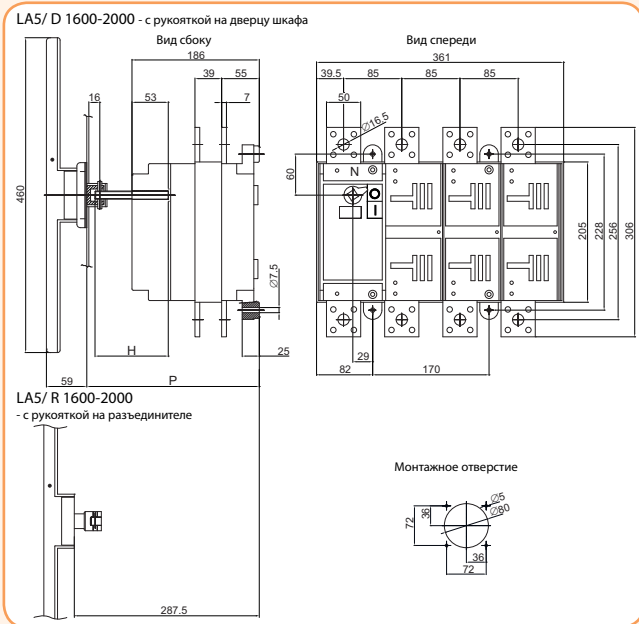 LA5/ D 1600-2000 - с рукояткой на дверцу шкафа
Вид сбоку
Вид спереди
186
361
39
55
39.5
85
85
85
16
53
7
50
Ø16.5
N
60
460
205
228
256
306
Ø7.5
H
25
29
59
P
82
170
LA5/ R 1600-2000
- с рукояткой на разъединителе
Монтажное отверстие
Ø5
Ø80
36
72
36
72
287.5